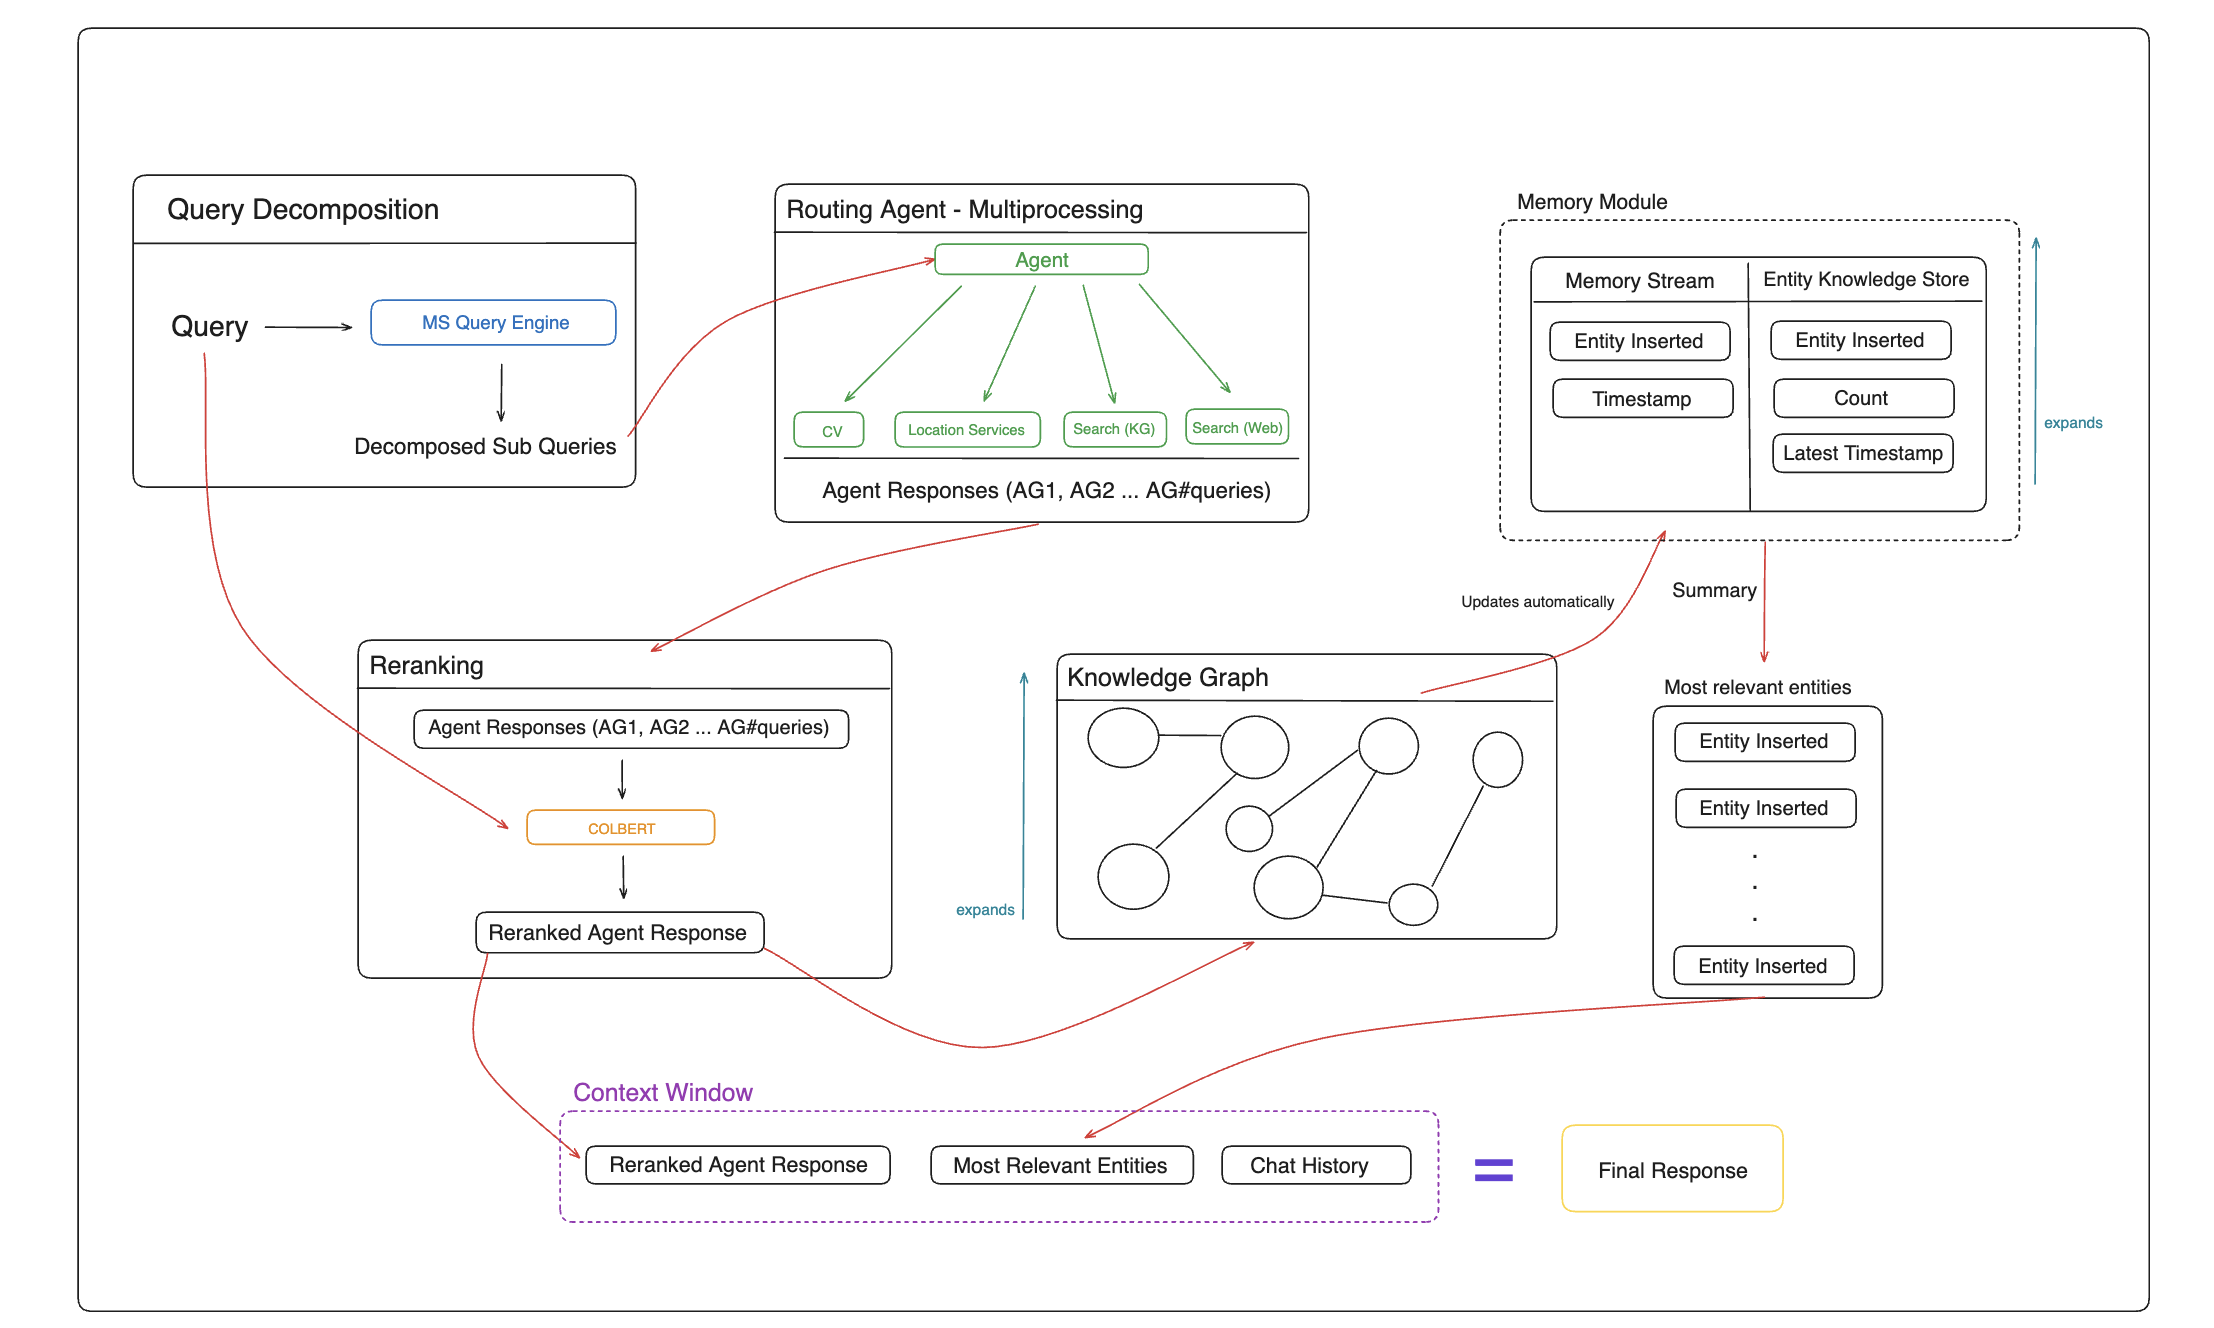 Query Decomposition
Query
MS Query Engine
Decomposed Sub Queries
Routing Agent - Multiprocessing
Agent
CV
Location Services
Search (KG)
Search (Web)
Agent Responses (AG1, AG2 ... AG#queries)
Memory Module
Memory Stream
Entity Knowledge Store
Entity Inserted
Entity Inserted
Timestamp
Count
Latest Timestamp
expands
Updates automatically
Summary
Reranking
Agent Responses (AG1, AG2 ... AG#queries)
COLBERT
Reranked Agent Response
expands
Knowledge Graph
Most relevant entities
Entity Inserted
Entity Inserted
.
.
.
Entity Inserted
Context Window
Reranked Agent Response
Most Relevant Entities
Chat History
=
Final Response